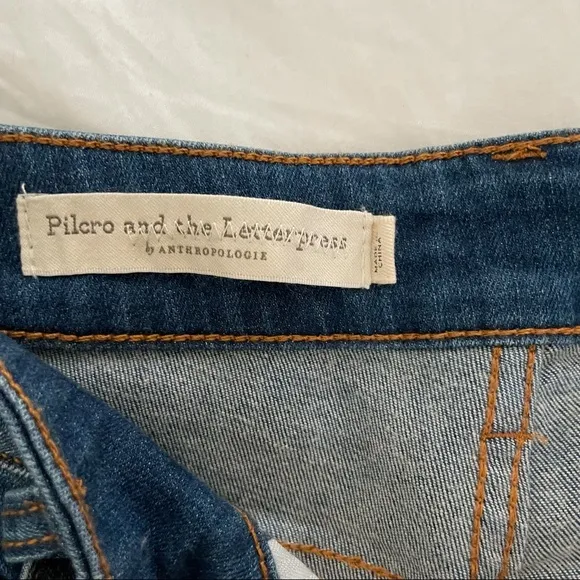 Pilcro and the Letterpress
by ANTHROPOLOGIE
MADE IN
CHINA